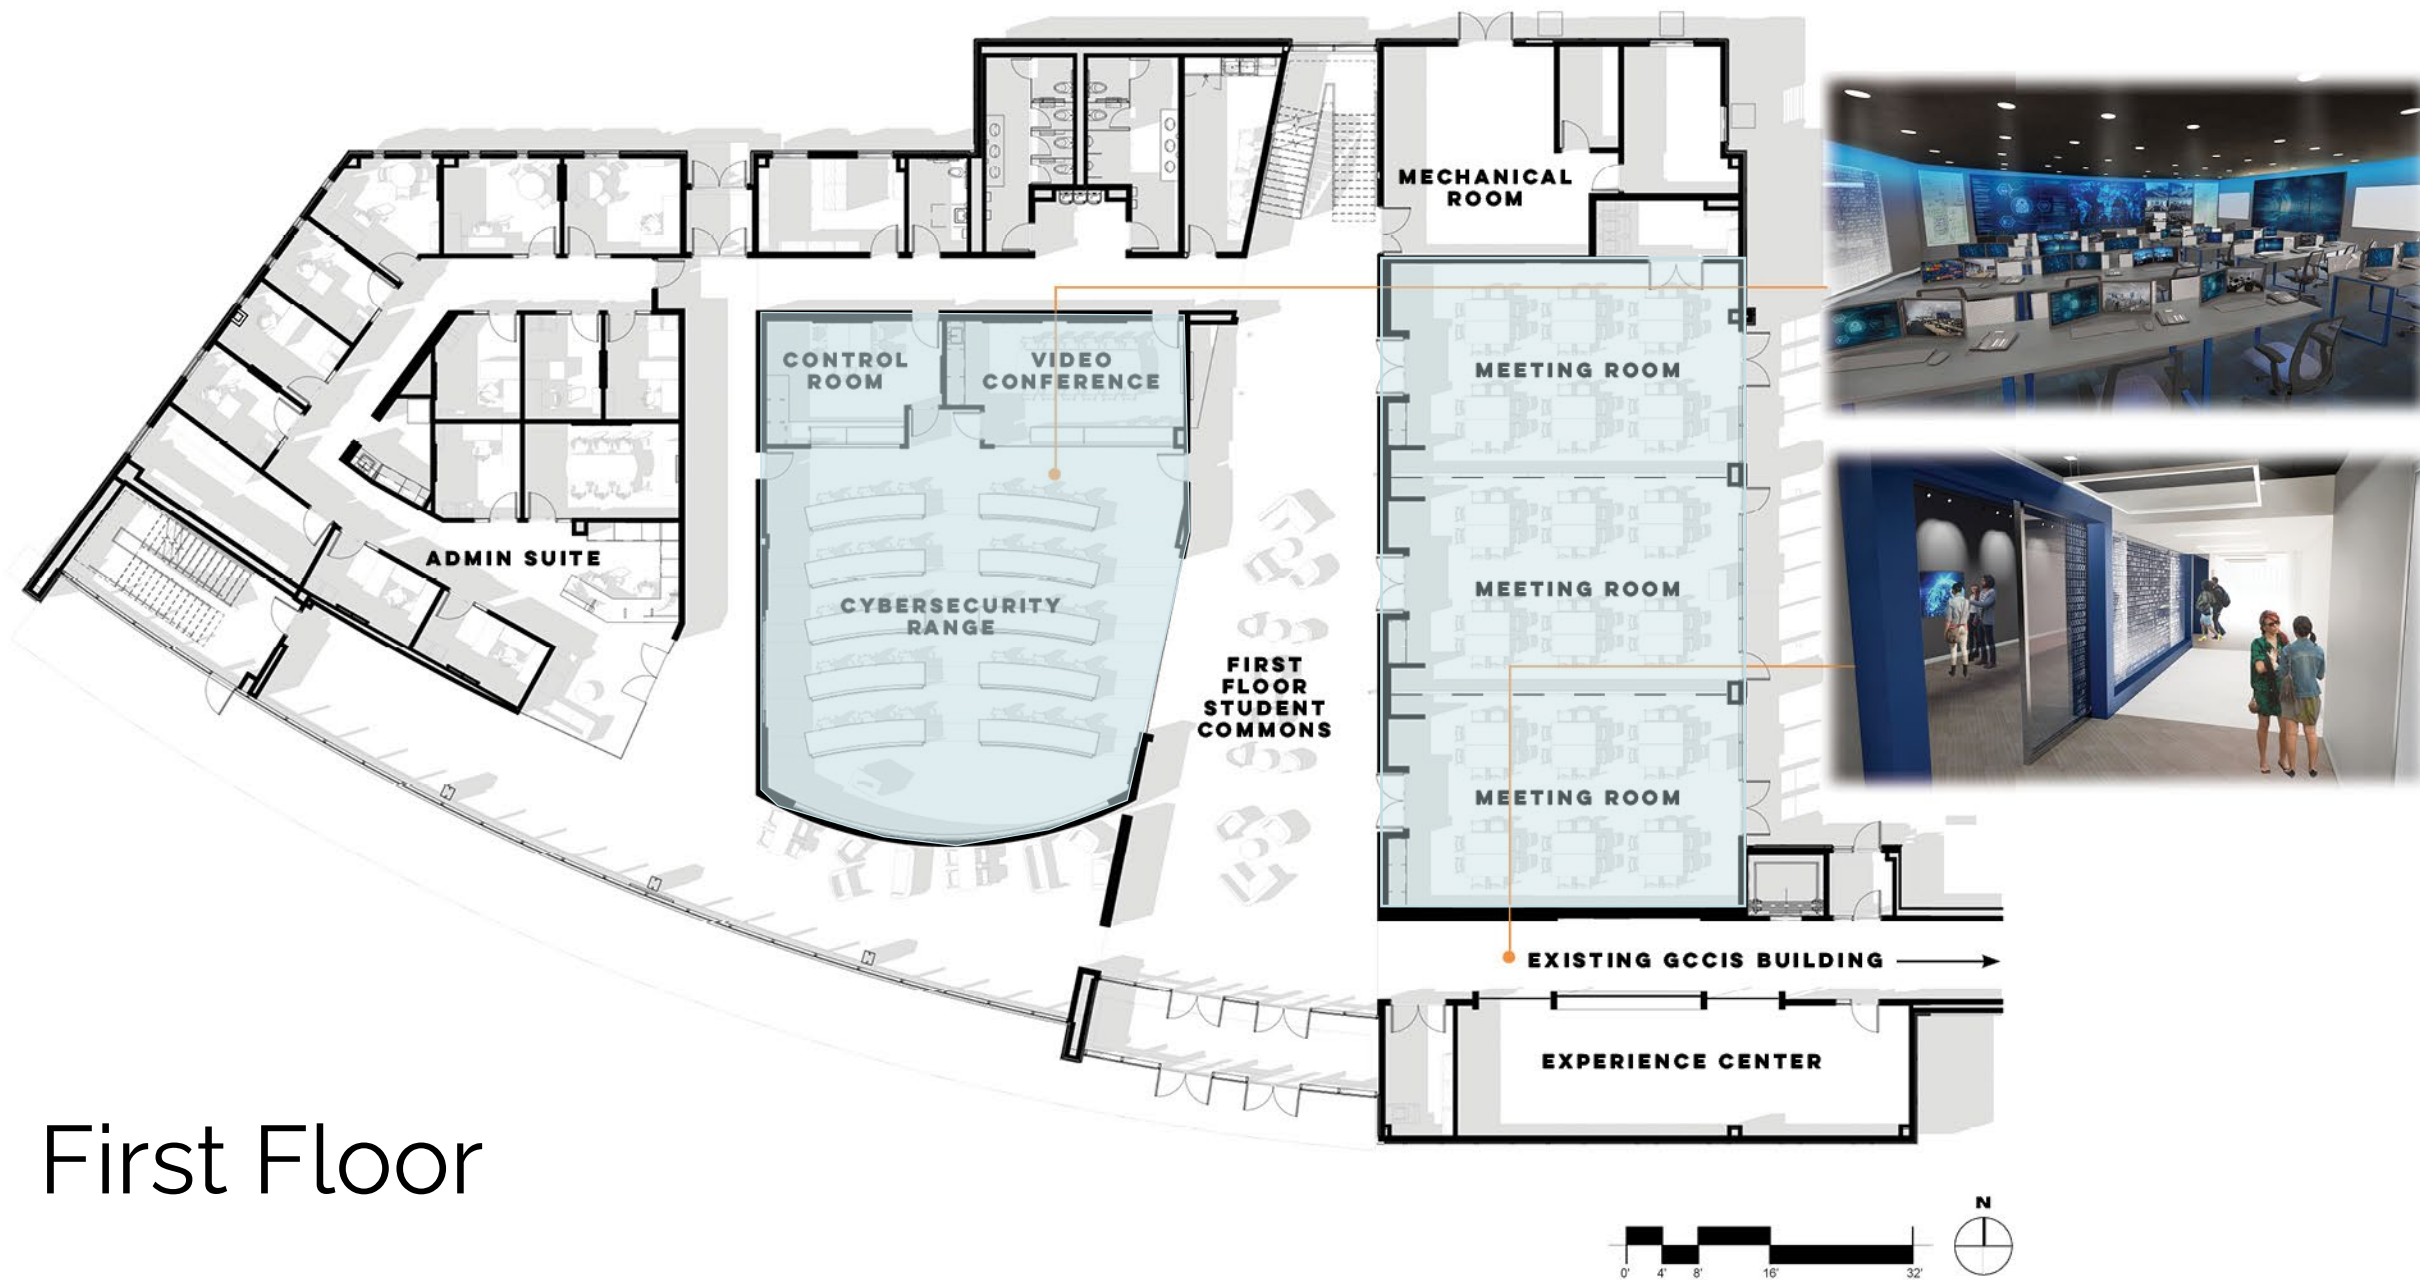 MECHANICAL
ROOM
CONTROL
ROOM
VIDEO
CONFERENCE
MEETING ROOM
ADMIN SUITE
CYBERSECURITY
RANGE
MEETING ROOM
FIRST
FLOOR
STUDENT
COMMONS
MEETING ROOM
EXISTING GCCIS BUILDING
EXPERIENCE CENTER
First Floor
N
0' 4' 8' 16' 32'